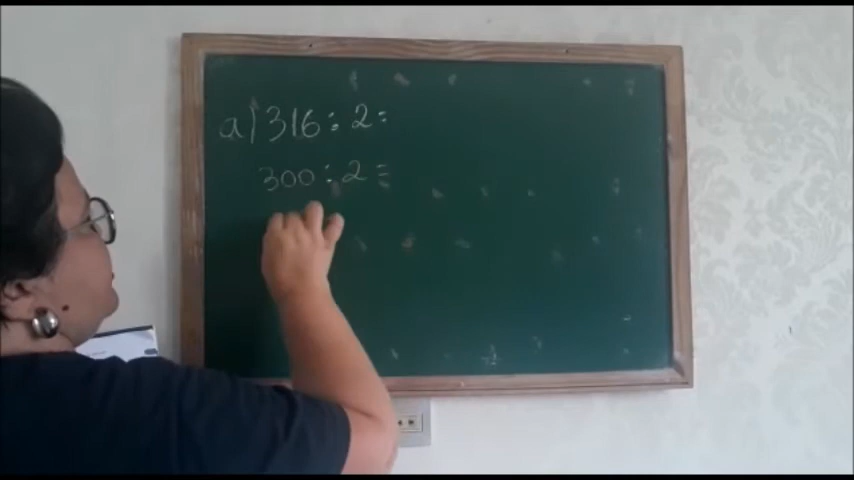 a) 316 ÷ 2 =
300 ÷ 2 =